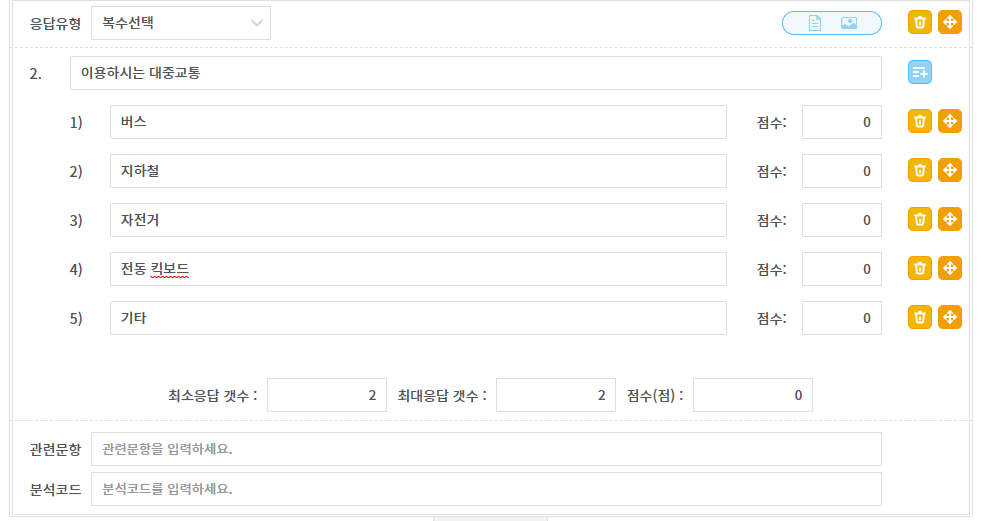 응답유형 복수선택
2. 이용하시는 대중교통
1) 버스 점수: 0
2) 지하철 점수: 0
3) 자전거 점수: 0
4) 전동 킥보드 점수: 0
5) 기타 점수: 0
최소응답 갯수 : 2 최대응답 갯수 : 2 점수(점) : 0
관련문항 관련문항을 입력하세요.
분석코드 분석코드를 입력하세요.